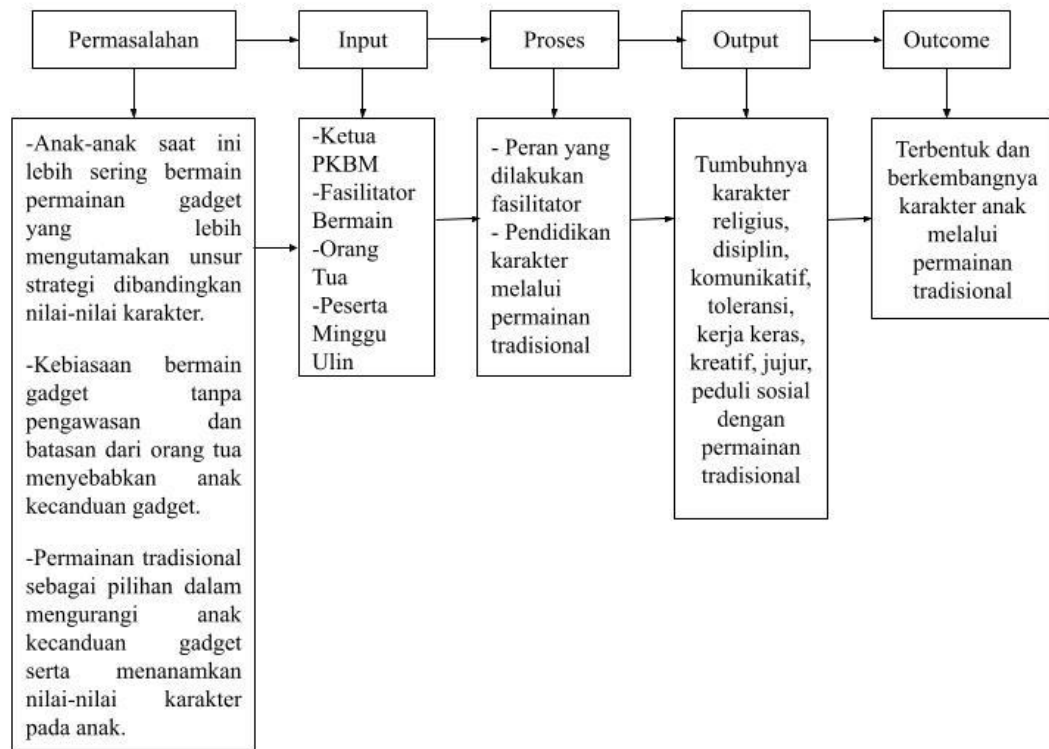 Permasalahan
Input
Proses
Output
Outcome
-Anak-anak saat ini
lebih sering bermain
permainan gadget
yang lebih
mengutamakan unsur
strategi dibandingkan
nilai-nilai karakter.
-Kebiasaan bermain
gadget tanpa
pengawasan dan
batasan dari orang tua
menyebabkan anak
kecanduan gadget.
-Permainan tradisional
sebagai pilihan dalam
mengurangi anak
kecanduan gadget
serta menanamkan
nilai-nilai karakter
pada anak.
-Ketua
PKBM
-Fasilitator
Bermain
-Orang
Tua
-Peserta
Minggu
Ulin
- Peran yang
dilakukan
fasilitator
- Pendidikan
karakter
melalui
permainan
tradisional
Tumbuhnya
karakter
religius,
disiplin,
komunikatif,
toleransi,
kerja keras,
kreatif, jujur,
peduli sosial
dengan
permainan
tradisional
Terbentuk dan
berkembangnya
karakter anak
melalui
permainan
tradisional